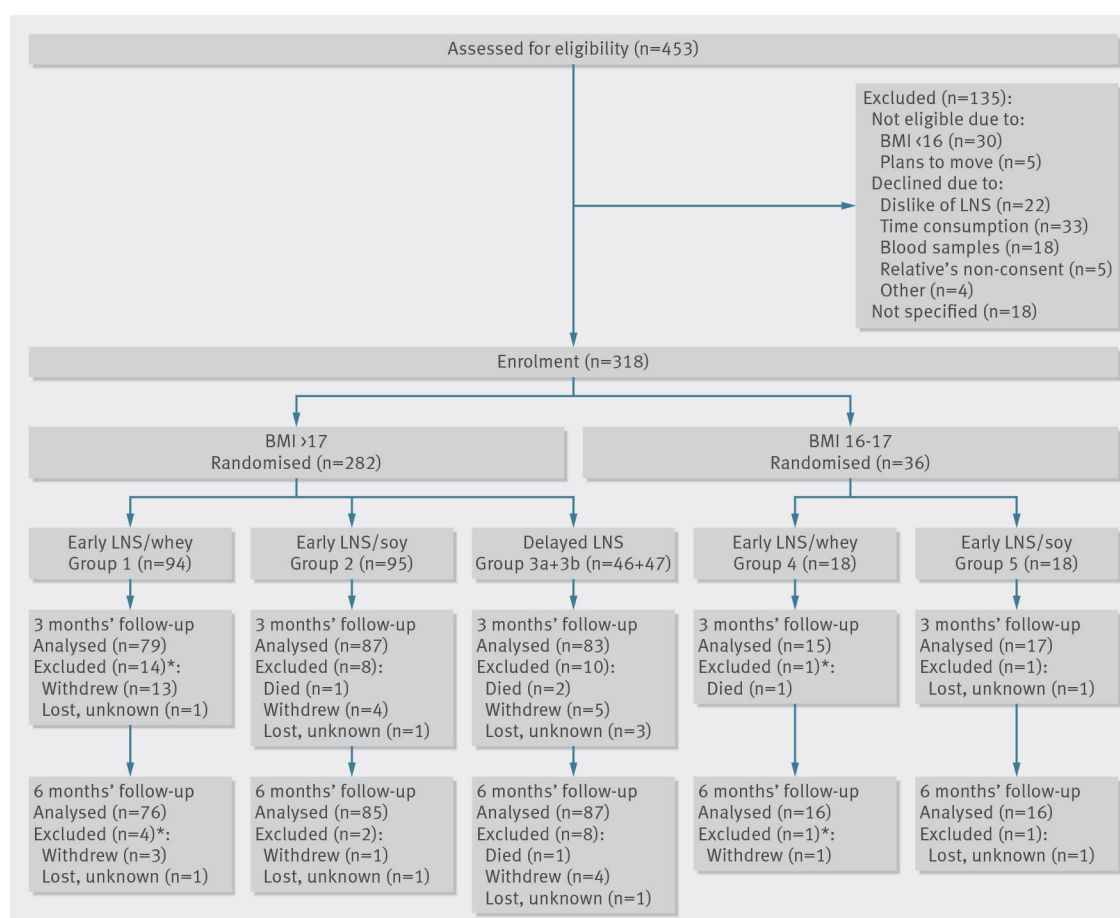 Assessed for eligibility (n=453)
Excluded (n=135):
Not eligible due to:
BMI <16 (n=30)
Plans to move (n=5)
Declined due to:
Dislike of LNS (n=22)
Time consumption (n=33)
Blood samples (n=18)
Relative's non-consent (n=5)
Other (n=4)
Not specified (n=18)
Enrolment (n=318)
BMI >17
Randomised (n=282)
BMI 16-17
Randomised (n=36)
Early LNS/whey
Group 1 (n=94)
Early LNS/soy
Group 2 (n=95)
Delayed LNS
Group 3a+3b (n=46+47)
Early LNS/whey
Group 4 (n=18)
Early LNS/soy
Group 5 (n=18)
3 months' follow-up
Analysed (n=79)
Excluded (n=14)*:
Withdrew (n=13)
Lost, unknown (n=1)
3 months' follow-up
Analysed (n=87)
Excluded (n=8):
Died (n=1)
Withdrew (n=4)
Lost, unknown (n=1)
3 months' follow-up
Analysed (n=83)
Excluded (n=10):
Died (n=2)
Withdrew (n=5)
Lost, unknown (n=3)
3 months' follow-up
Analysed (n=15)
Excluded (n=1)*:
Died (n=1)
3 months' follow-up
Analysed (n=17)
Excluded (n=1):
Lost, unknown (n=1)
6 months' follow-up
Analysed (n=76)
Excluded (n=4)*:
Withdrew (n=3)
Lost, unknown (n=1)
6 months' follow-up
Analysed (n=85)
Excluded (n=2):
Withdrew (n=1)
Lost, unknown (n=1)
6 months' follow-up
Analysed (n=87)
Excluded (n=8):
Died (n=1)
Withdrew (n=4)
Lost, unknown (n=1)
6 months' follow-up
Analysed (n=16)
Excluded (n=1)*:
Withdrew (n=1)
6 months' follow-up
Analysed (n=16)
Excluded (n=1):
Lost, unknown (n=1)